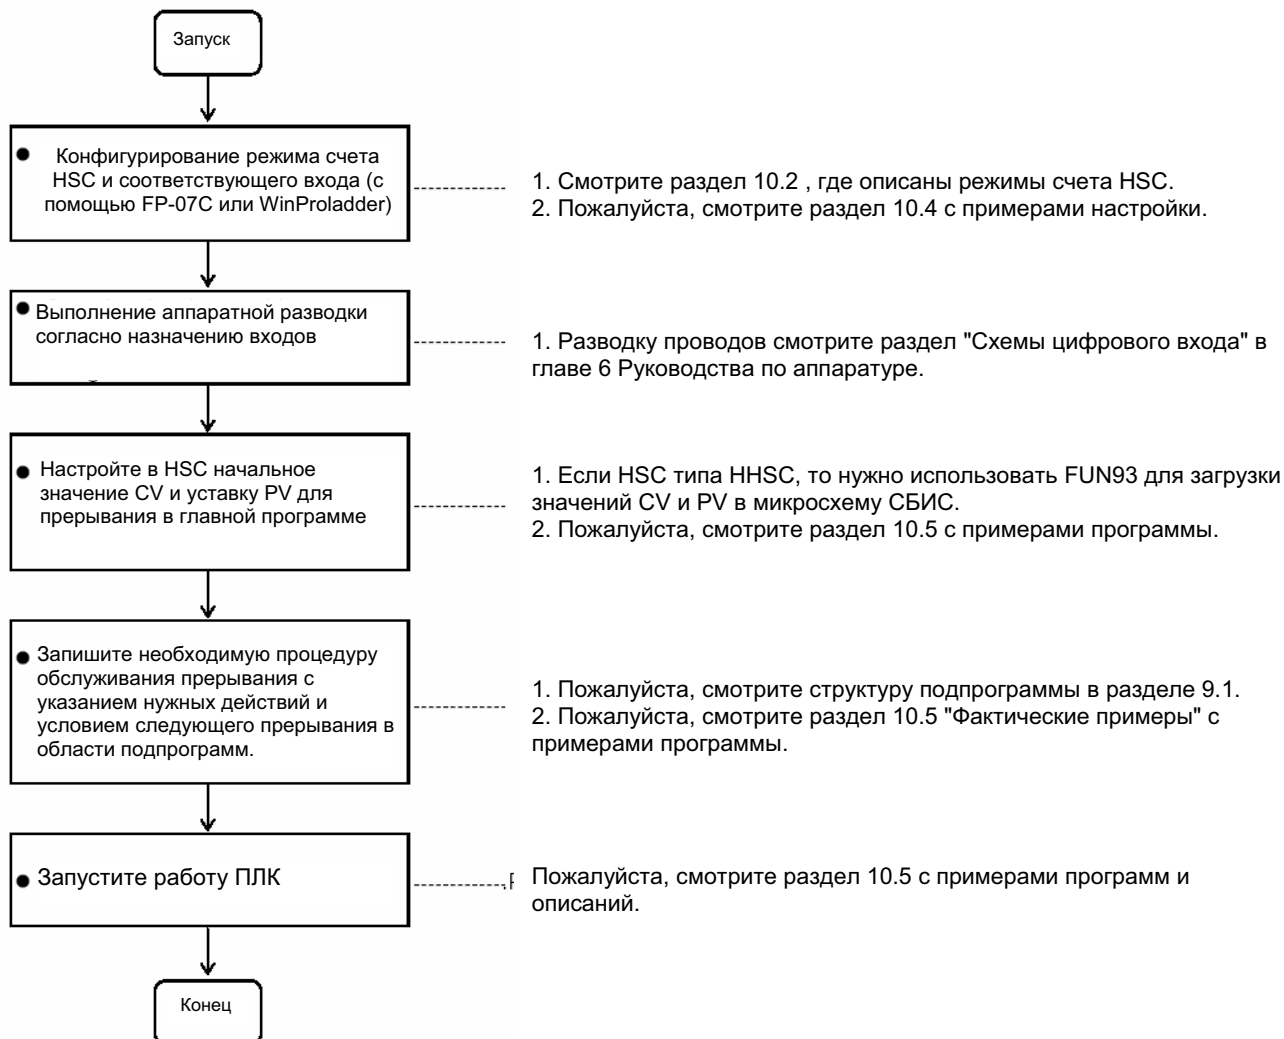 Запуск
Конфигурирование режима счета
HSC и соответствующего входа (с
помощью FP-07C или WinProladder)
1. Смотрите раздел 10.2 , где описаны режимы счета HSC.
2. Пожалуйста, смотрите раздел 10.4 с примерами настройки.
Выполнение аппаратной разводки
согласно назначению входов
1. Разводку проводов смотрите раздел "Схемы цифрового входа" в
главе 6 Руководства по аппаратуре.
Настройте в HSC начальное
значение CV и уставку PV для
прерывания в главной программе
1. Если HSC типа HHSC, то нужно использовать FUN93 для загрузки
значений CV и PV в микросхему СБИС.
2. Пожалуйста, смотрите раздел 10.5 с примерами программы.
Запишите необходимую процедуру
обслуживания прерывания с
указанием нужных действий и
условием следующего прерывания в
области подпрограмм.
1. Пожалуйста, смотрите структуру подпрограммы в разделе 9.1.
2. Пожалуйста, смотрите раздел 10.5 "Фактические примеры" с
примерами программы.
Запустите работу ПЛК
Пожалуйста, смотрите раздел 10.5 с примерами программ и
описаний.
Конец